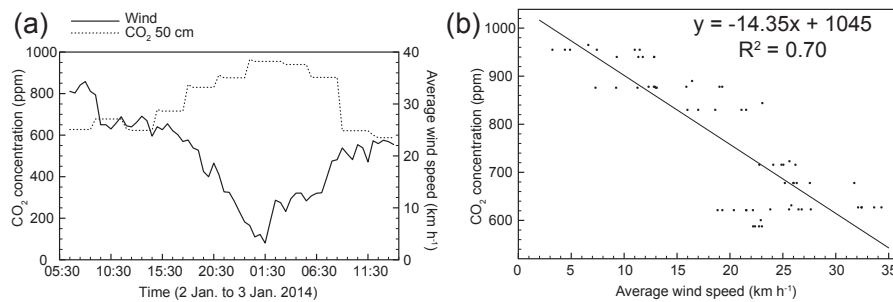 (a)
Wind
CO₂ 50 cm
CO₂ concentration (ppm)
1000
800
600
400
200
0
40
30
20
10
0
Average wind speed (km h⁻¹)
05:30 10:30 15:30 20:30 01:30 06:30 11:30
Time (2 Jan. to 3 Jan. 2014)
(b)
y = -14.35x + 1045
R² = 0.70
CO₂ concentration (ppm)
1000
900
800
700
600
0 5 10 15 20 25 30 35
Average wind speed (km h⁻¹)